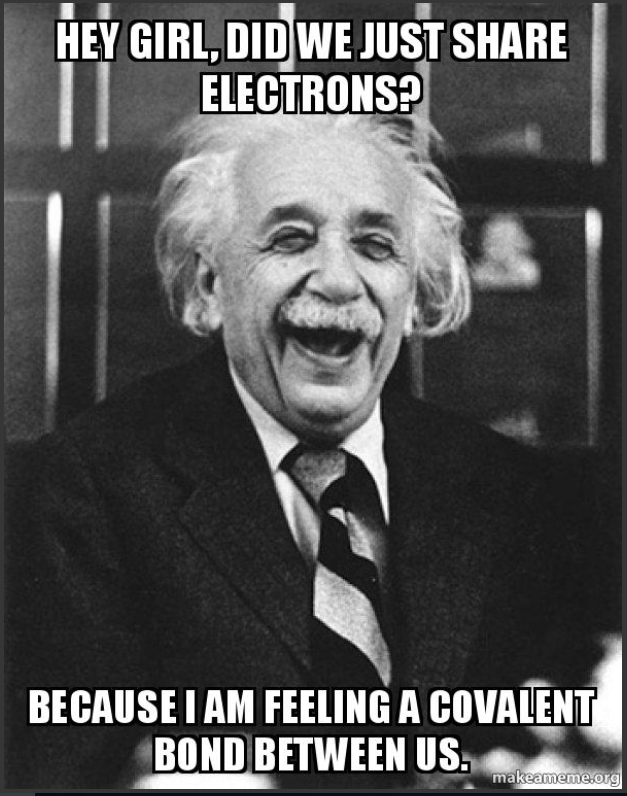 HEY GIRL, DID WE JUST SHARE
ELECTRONS?
BECAUSE I AM FEELING A COVALENT
BOND BETWEEN US.
makeameme.org